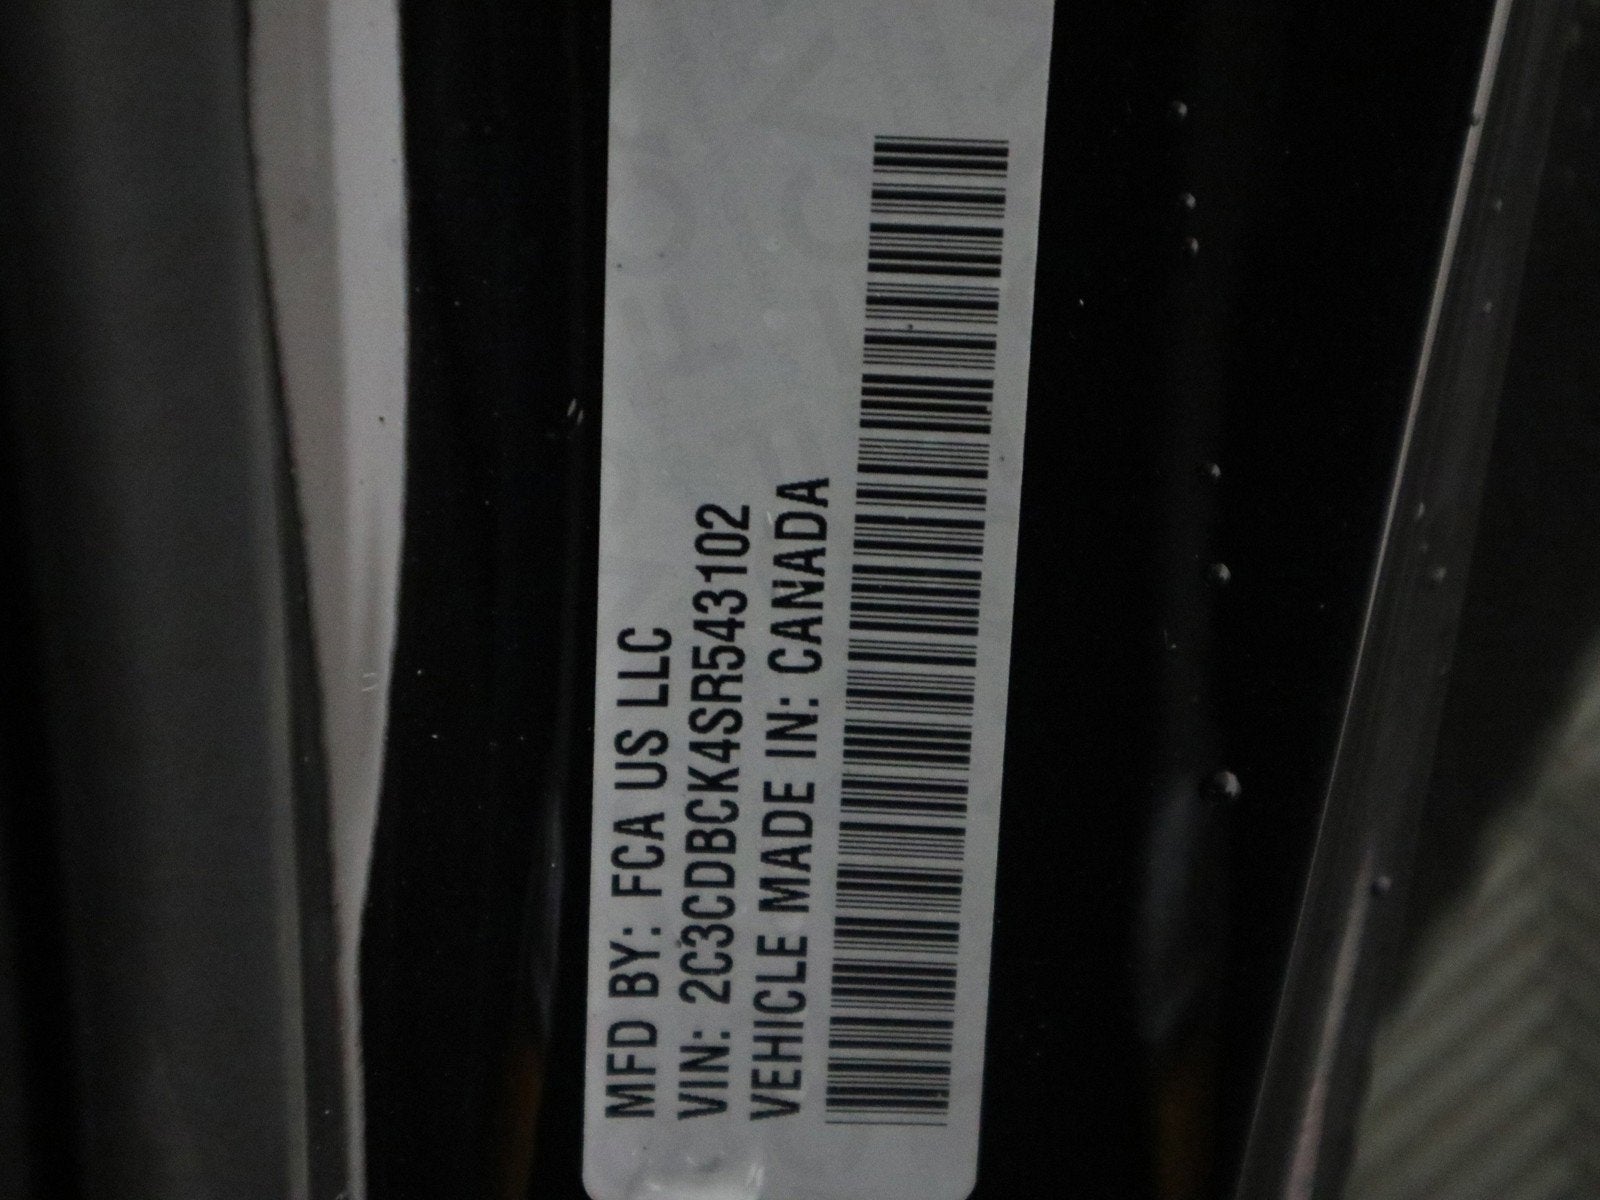 MFD BY: FCA US LLC
VIN: 2C3CDBCK4SR543102
VEHICLE MADE IN: CANADA